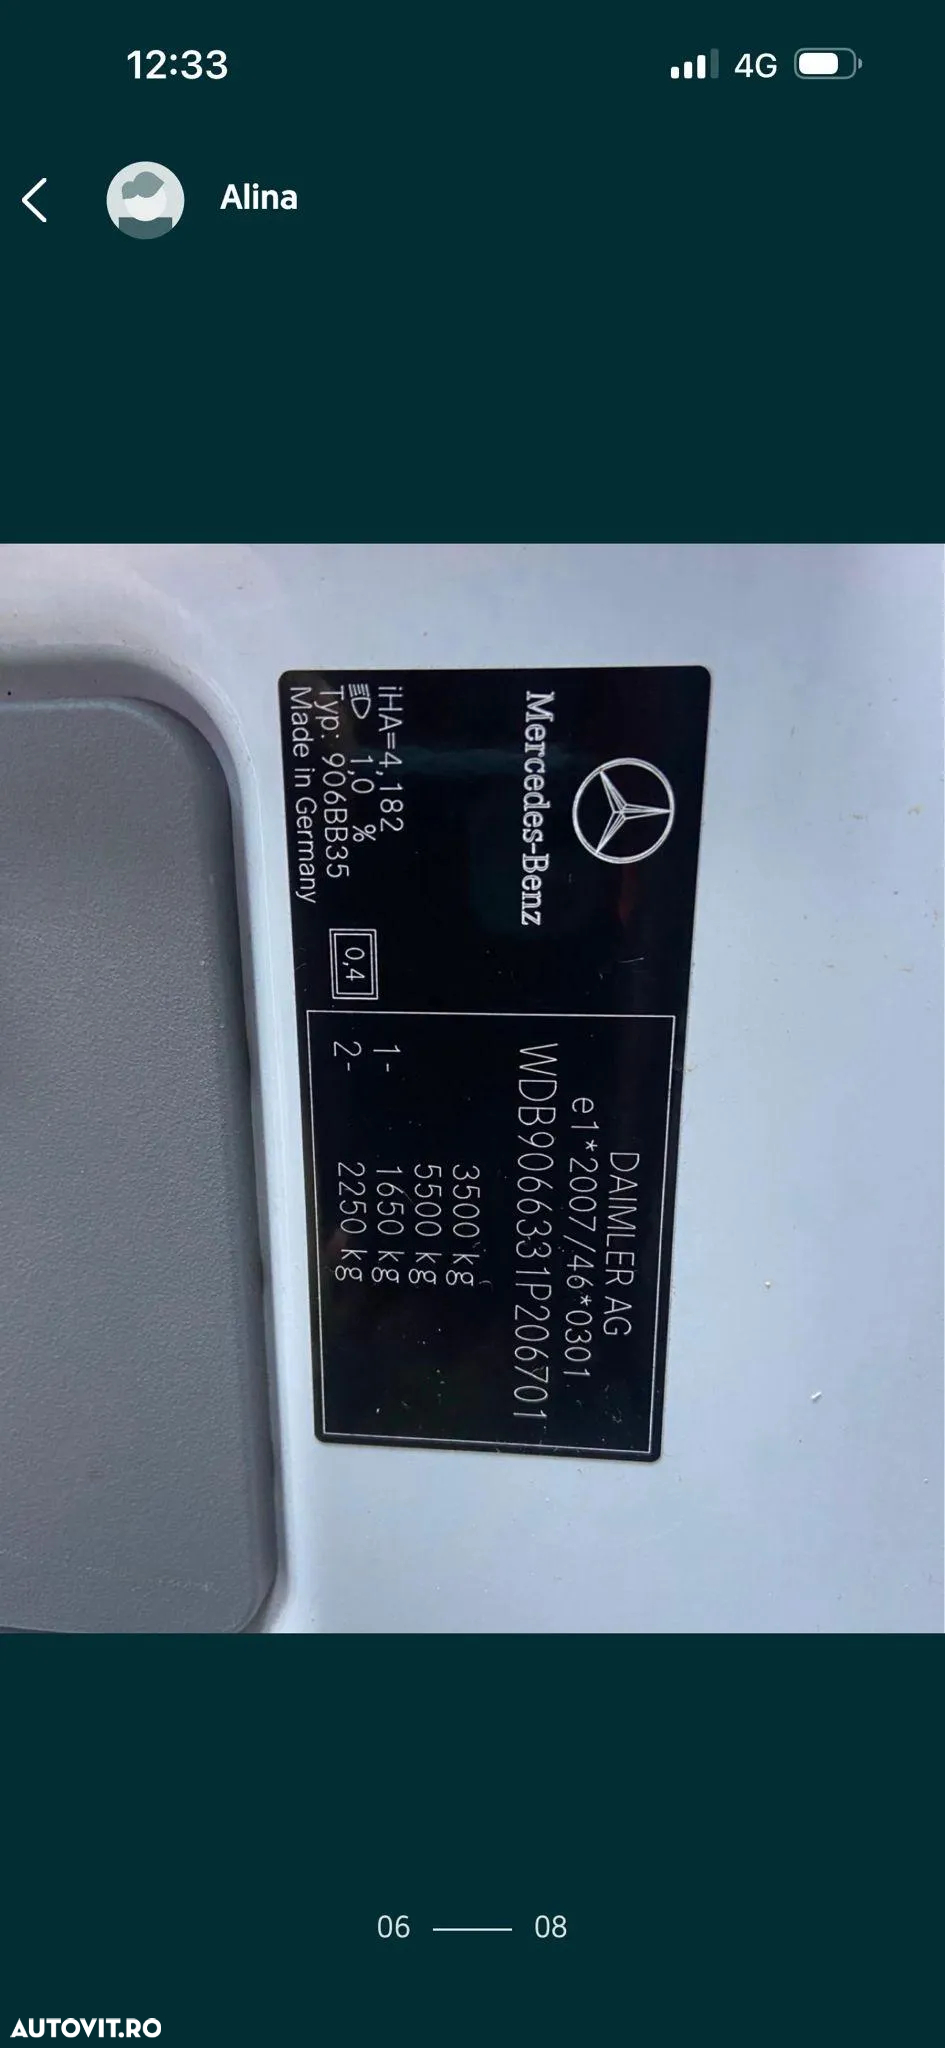 12:33
4G
Alina
Mercedes-Benz
iHA=4,182
1,0 %
Typ: 906BB35
Made in Germany
0,4
DAIMLER AG
e1*2007/46*0301
WDB9066331P206701
3500 kg
5500 kg
1- 1650 kg
2- 2250 kg
06 08
AUTOVIT.RO